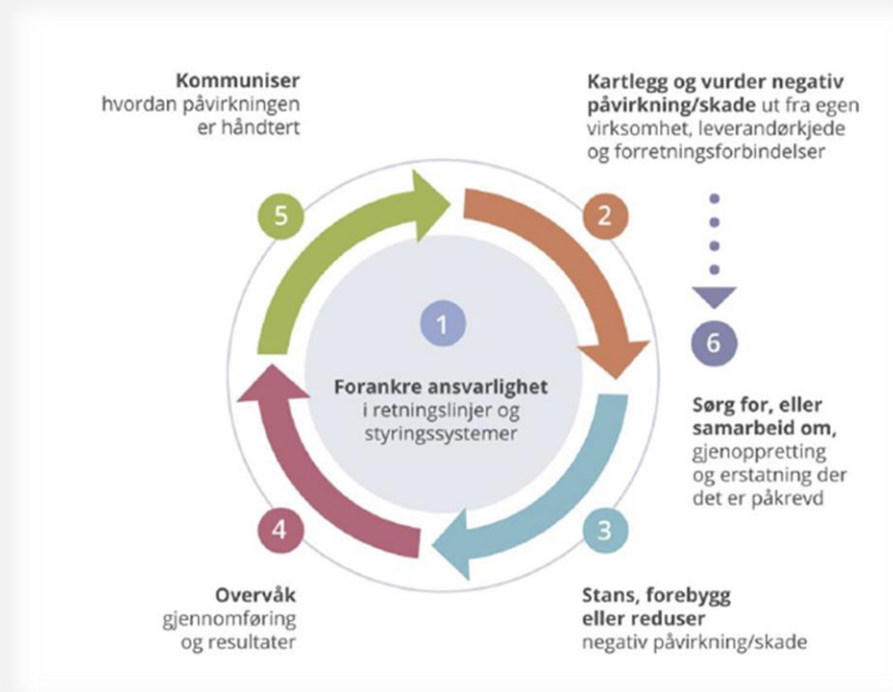 Kommuniser
hvordan påvirkningen
er håndtert
5
Kartlegg og vurder negativ
påvirkning/skade ut fra egen
virksomhet, leverandørkjede
og forretningsforbindelser
2
1
Forankre ansvarlighet
i retningslinjer og
styringssystemer
6
Sørg for, eller
samarbeid om,
gjenoppretting
og erstatning der
det er påkrevd
4
Overvåk
gjennomføring
og resultater
3
Stans, forebygg
eller reduser
negativ påvirkning/skade